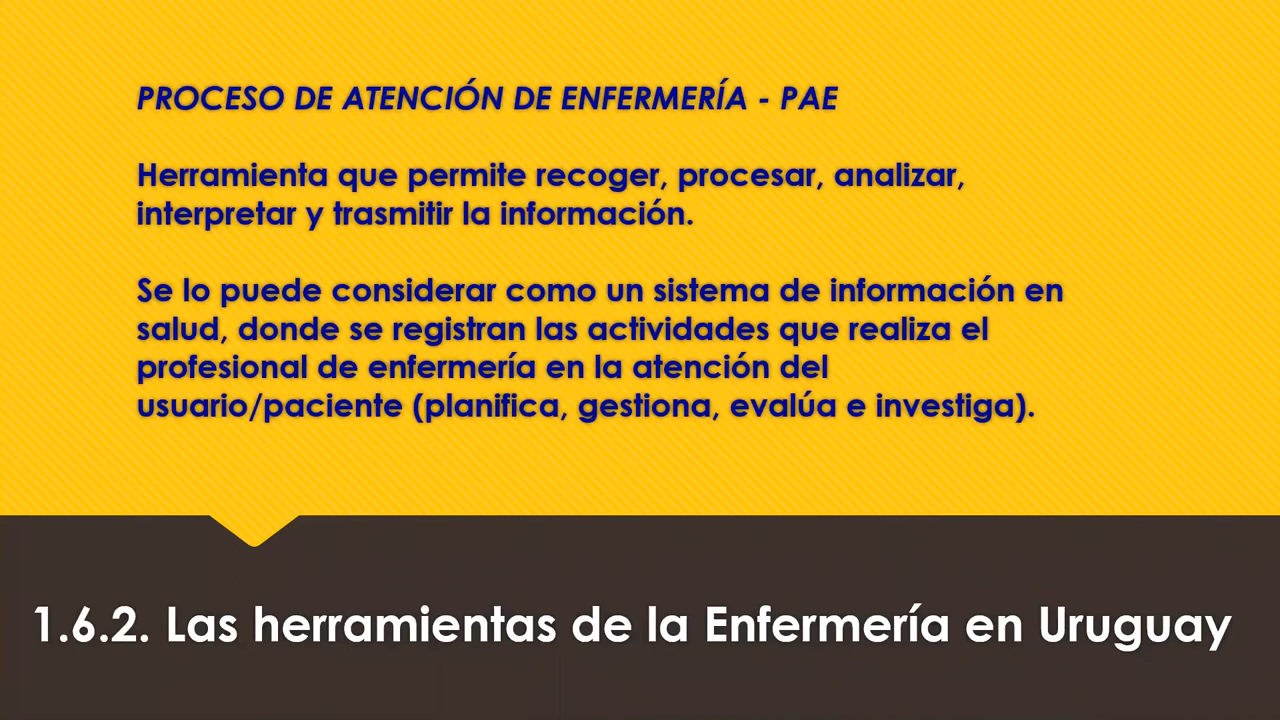 PROCESO DE ATENCIÓN DE ENFERMERÍA - PAE
Herramienta que permite recoger, procesar, analizar,
interpretar y trasmitir la información.
Se lo puede considerar como un sistema de información en
salud, donde se registran las actividades que realiza el
profesional de enfermería en la atención del
usuario/paciente (planifica, gestiona, evalúa e investiga).
1.6.2. Las herramientas de la Enfermería en Uruguay